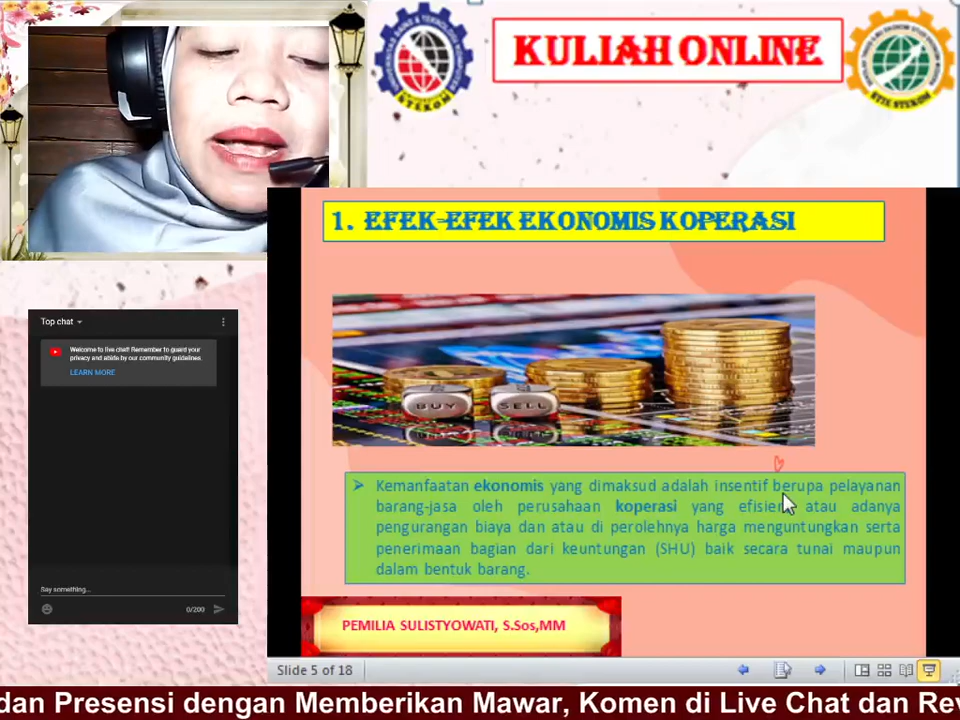 KULIAH ONLINE
STEKOM
STIE STEKOM
1. EFEK-EFEK EKONOMIS KOPERASI
BUY
SELL
Kemanfaatan ekonomis yang dimaksud adalah insentif berupa pelayanan
barang-jasa oleh perusahaan koperasi yang efisien atau adanya
pengurangan biaya dan atau di perolehnya harga menguntungkan serta
penerimaan bagian dari keuntungan (SHU) baik secara tunai maupun
dalam bentuk barang.
PEMILIA SULISTYOWATI, S.Sos,MM
Slide 5 of 18
Top chat
Welcome to live chat! Remember to guard your
privacy and abide by our community guidelines.
LEARN MORE
Say something...
0/200
dan Presensi dengan Memberikan Mawar, Komen di Live Chat dan Rev